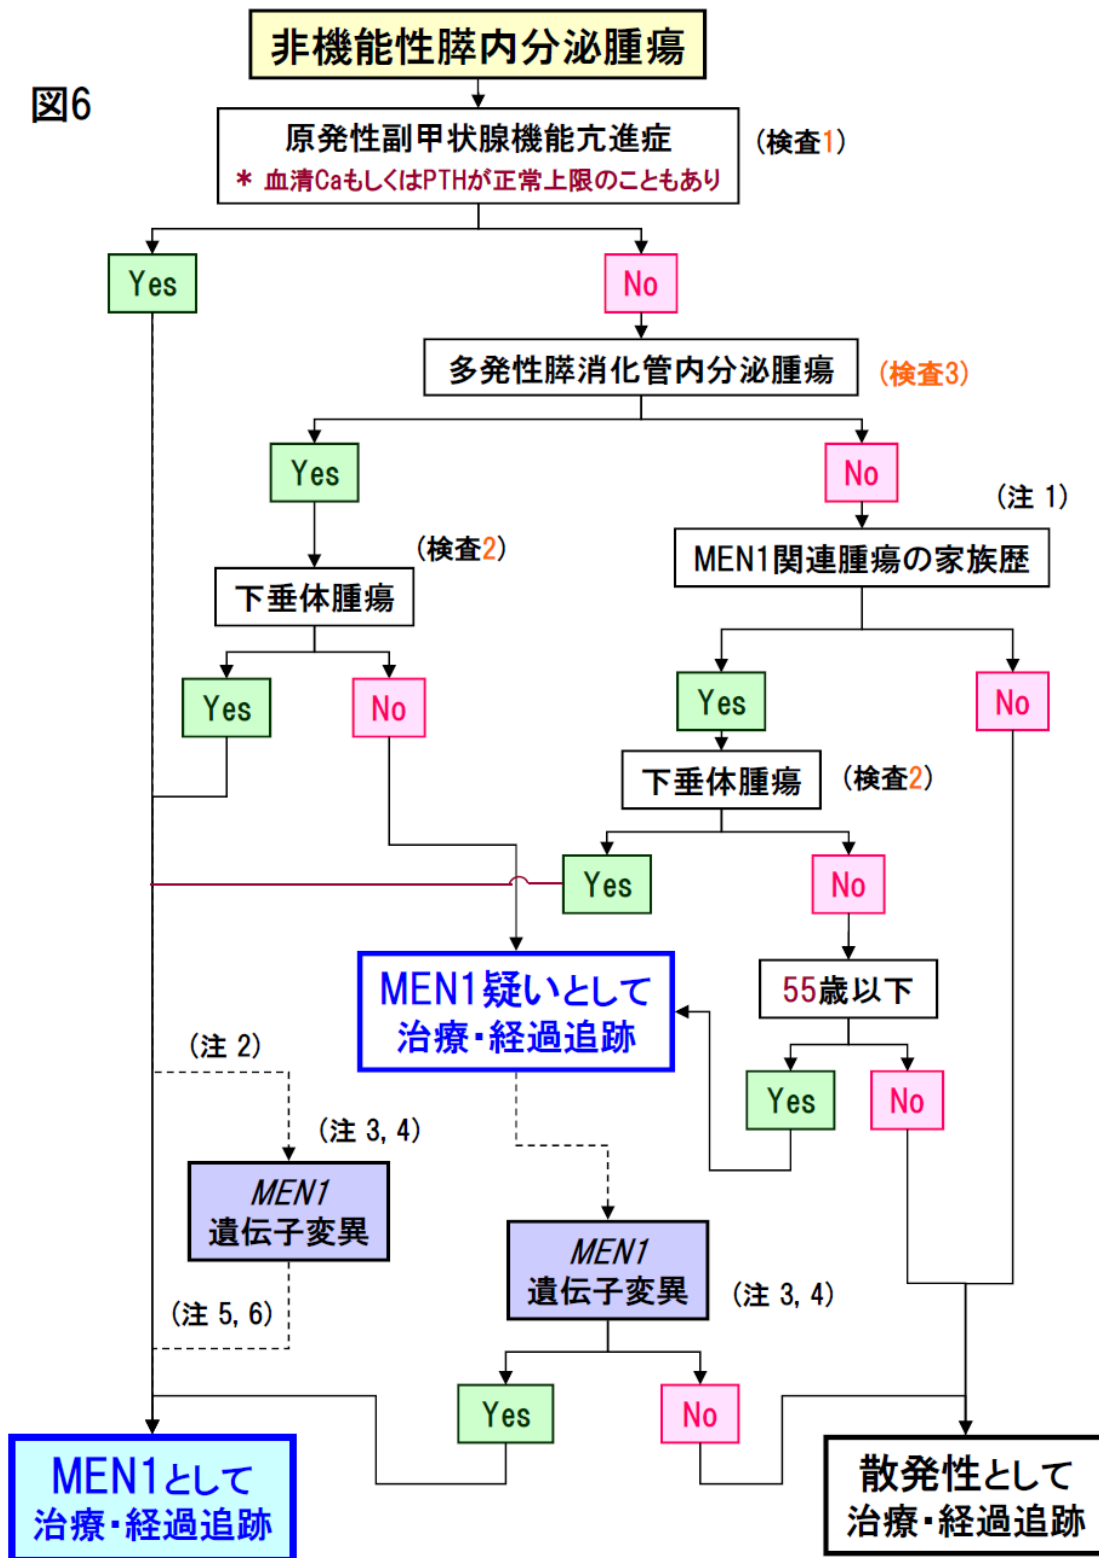 非機能性膵内分泌腫瘍
図6
原発性副甲状腺機能亢進症
* 血清CaもしくはPTHが正常上限のこともあり
(検査1)
Yes
No
多発性膵消化管内分泌腫瘍
(検査3)
Yes
No
(注 1)
(検査2)
MEN1関連腫瘍の家族歴
下垂体腫瘍
Yes
No
Yes
No
下垂体腫瘍
(検査2)
Yes
No
MEN1疑いとして
治療・経過追跡
55歳以下
(注 2)
Yes
No
(注 3, 4)
MEN1
遺伝子変異
MEN1
遺伝子変異
(注 3, 4)
(注 5, 6)
Yes
No
MEN1として
治療・経過追跡
散発性として
治療・経過追跡